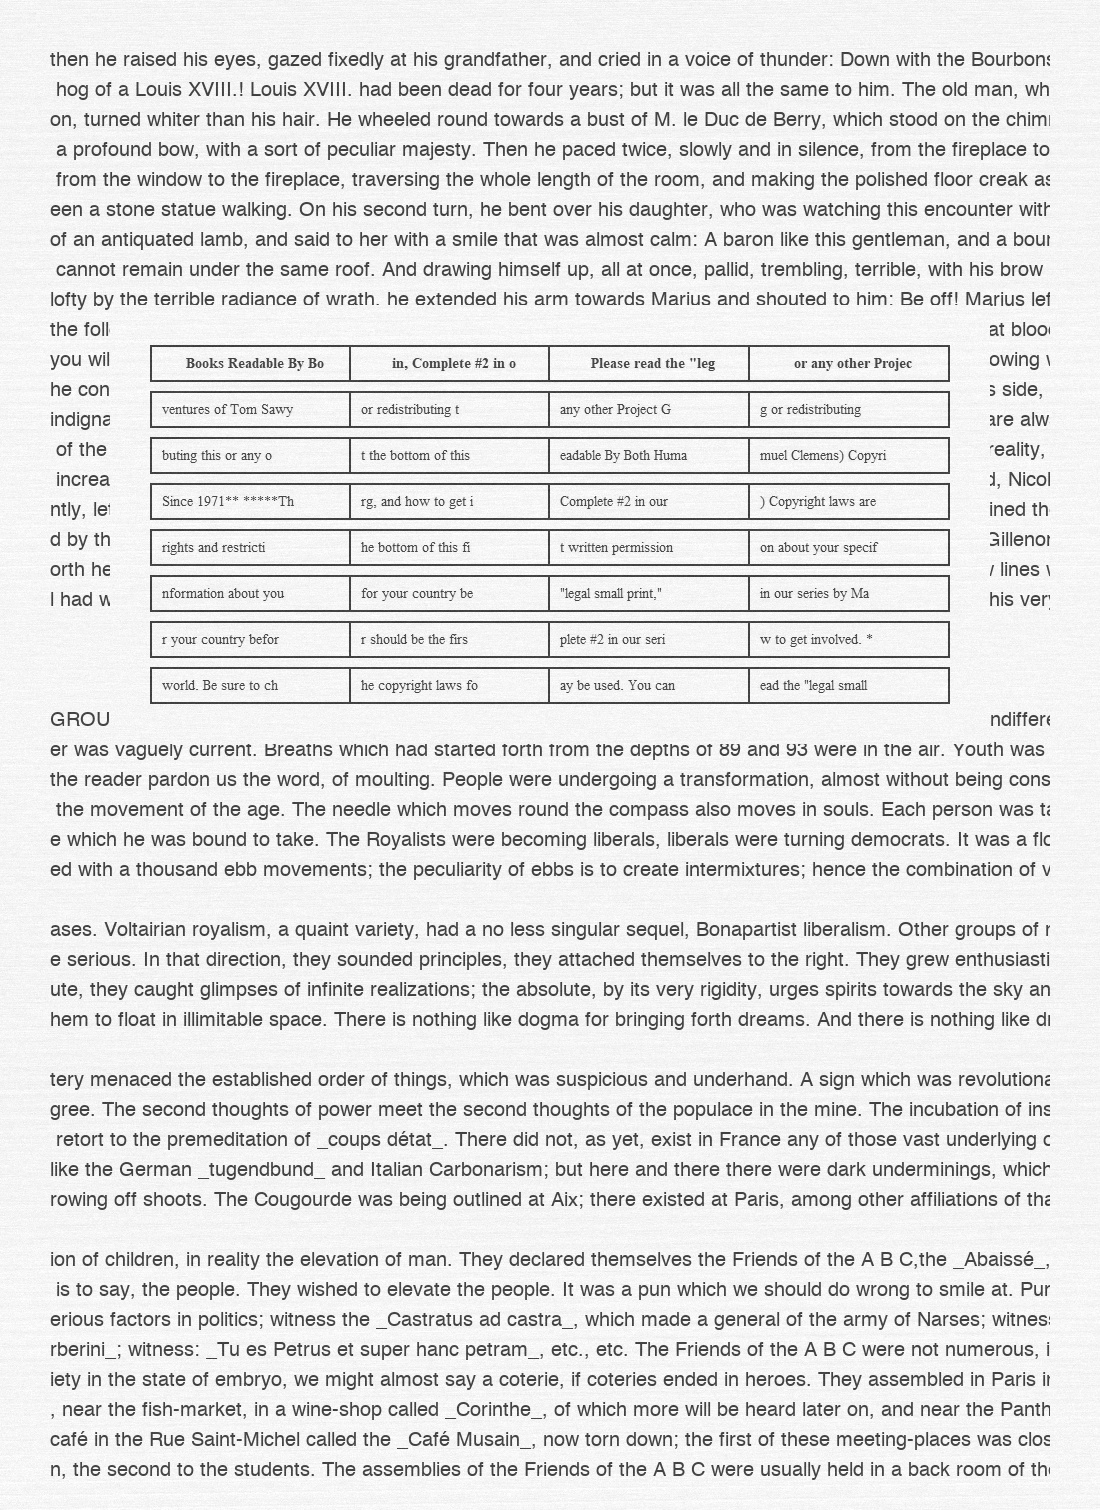 then he raised his eyes, gazed fixedly at his grandfather, and cried in a voice of thunder: Down with the Bourbons
hog of a Louis XVIII.! Louis XVIII. had been dead for four years; but it was all the same to him. The old man, wh
on, turned whiter than his hair. He wheeled round towards a bust of M. le Duc de Berry, which stood on the chim
a profound bow, with a sort of peculiar majesty. Then he paced twice, slowly and in silence, from the fireplace to
from the window to the fireplace, traversing the whole length of the room, and making the polished floor creak as
een a stone statue walking. On his second turn, he bent over his daughter, who was watching this encounter with
of an antiquated lamb, and said to her with a smile that was almost calm: A baron like this gentleman, and a bour
cannot remain under the same roof. And drawing himself up, all at once, pallid, trembling, terrible, with his brow
lofty by the terrible radiance of wrath, he extended his arm towards Marius and shouted to him: Be off! Marius lef
the foll at blood
you wil owing w
he con s side,
indigna are alw
of the reality,
increa d, Nicol
ntly, let ined the
d by th Gillenor
orth he lines w
l had w his very
Books Readable By Bo in, Complete #2 in o Please read the "leg or any other Projec
ventures of Tom Sawy or redistributing t any other Project G g or redistributing
buting this or any o t the bottom of this eadable By Both Huma muel Clemens) Copyri
Since 1971** *****Th rg, and how to get i Complete #2 in our ) Copyright laws are
rights and restricti he bottom of this fi t written permission on about your specif
nformation about you for your country be "legal small print," in our series by Ma
r your country befor r should be the firs plete #2 in our seri w to get involved. *
world. Be sure to ch he copyright laws fo ay be used. You can ead the "legal small
GROU ndiffere
er was vaguely current. Breaths which had started forth from the depths of 89 and 93 were in the air. Youth was
the reader pardon us the word, of moulting. People were undergoing a transformation, almost without being cons
the movement of the age. The needle which moves round the compass also moves in souls. Each person was ta
e which he was bound to take. The Royalists were becoming liberals, liberals were turning democrats. It was a flo
ed with a thousand ebb movements; the peculiarity of ebbs is to create intermixtures; hence the combination of v
ases. Voltairian royalism, a quaint variety, had a no less singular sequel, Bonapartist liberalism. Other groups of r
e serious. In that direction, they sounded principles, they attached themselves to the right. They grew enthusiasti
ute, they caught glimpses of infinite realizations; the absolute, by its very rigidity, urges spirits towards the sky an
hem to float in illimitable space. There is nothing like dogma for bringing forth dreams. And there is nothing like dr
tery menaced the established order of things, which was suspicious and underhand. A sign which was revolutiona
gree. The second thoughts of power meet the second thoughts of the populace in the mine. The incubation of ins
retort to the premeditation of _coups détat_. There did not, as yet, exist in France any of those vast underlying o
like the German _tugendbund_ and Italian Carbonarism; but here and there there were dark underminings, which
rowing off shoots. The Cougourde was being outlined at Aix; there existed at Paris, among other affiliations of tha
ion of children, in reality the elevation of man. They declared themselves the Friends of the A B C,the _Abaissé_,
is to say, the people. They wished to elevate the people. It was a pun which we should do wrong to smile at. Pun
erious factors in politics; witness the _Castratus ad castra_, which made a general of the army of Narses; witness
rberini_; witness: _Tu es Petrus et super hanc petram_, etc., etc. The Friends of the A B C were not numerous, i
iety in the state of embryo, we might almost say a coterie, if coteries ended in heroes. They assembled in Paris in
, near the fish-market, in a wine-shop called _Corinthe_, of which more will be heard later on, and near the Panth
café in the Rue Saint-Michel called the _Café Musain_, now torn down; the first of these meeting-places was clos
n, the second to the students. The assemblies of the Friends of the A B C were usually held in a back room of the